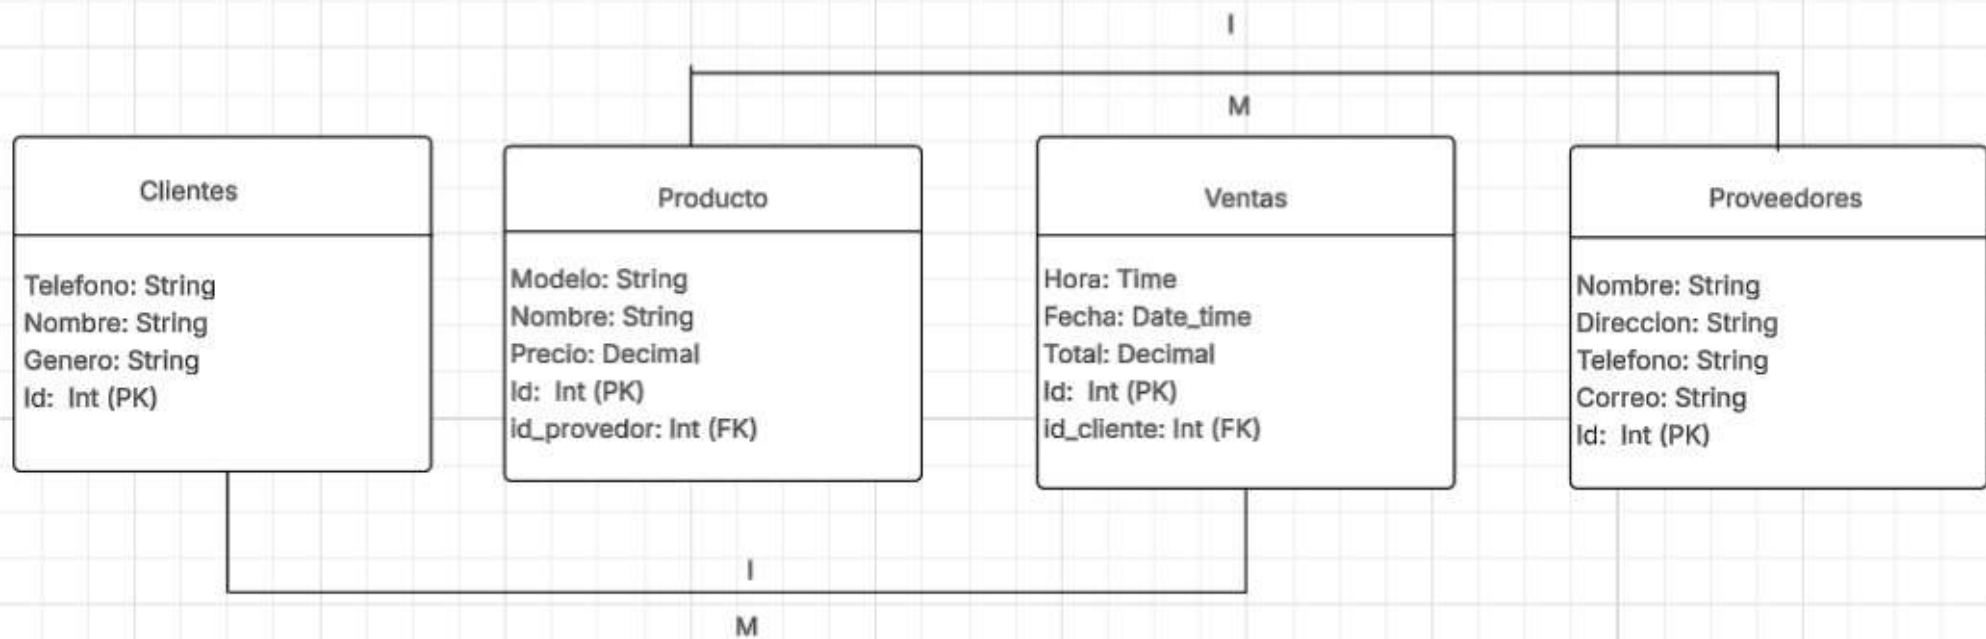 I
M
Clientes
Telefono: String
Nombre: String
Genero: String
Id: Int (PK)
Producto
Modelo: String
Nombre: String
Precio: Decimal
Id: Int (PK)
id_provedor: Int (FK)
Ventas
Hora: Time
Fecha: Date_time
Total: Decimal
Id: Int (PK)
id_cliente: Int (FK)
Proveedores
Nombre: String
Direccion: String
Telefono: String
Correo: String
Id: Int (PK)
I
M